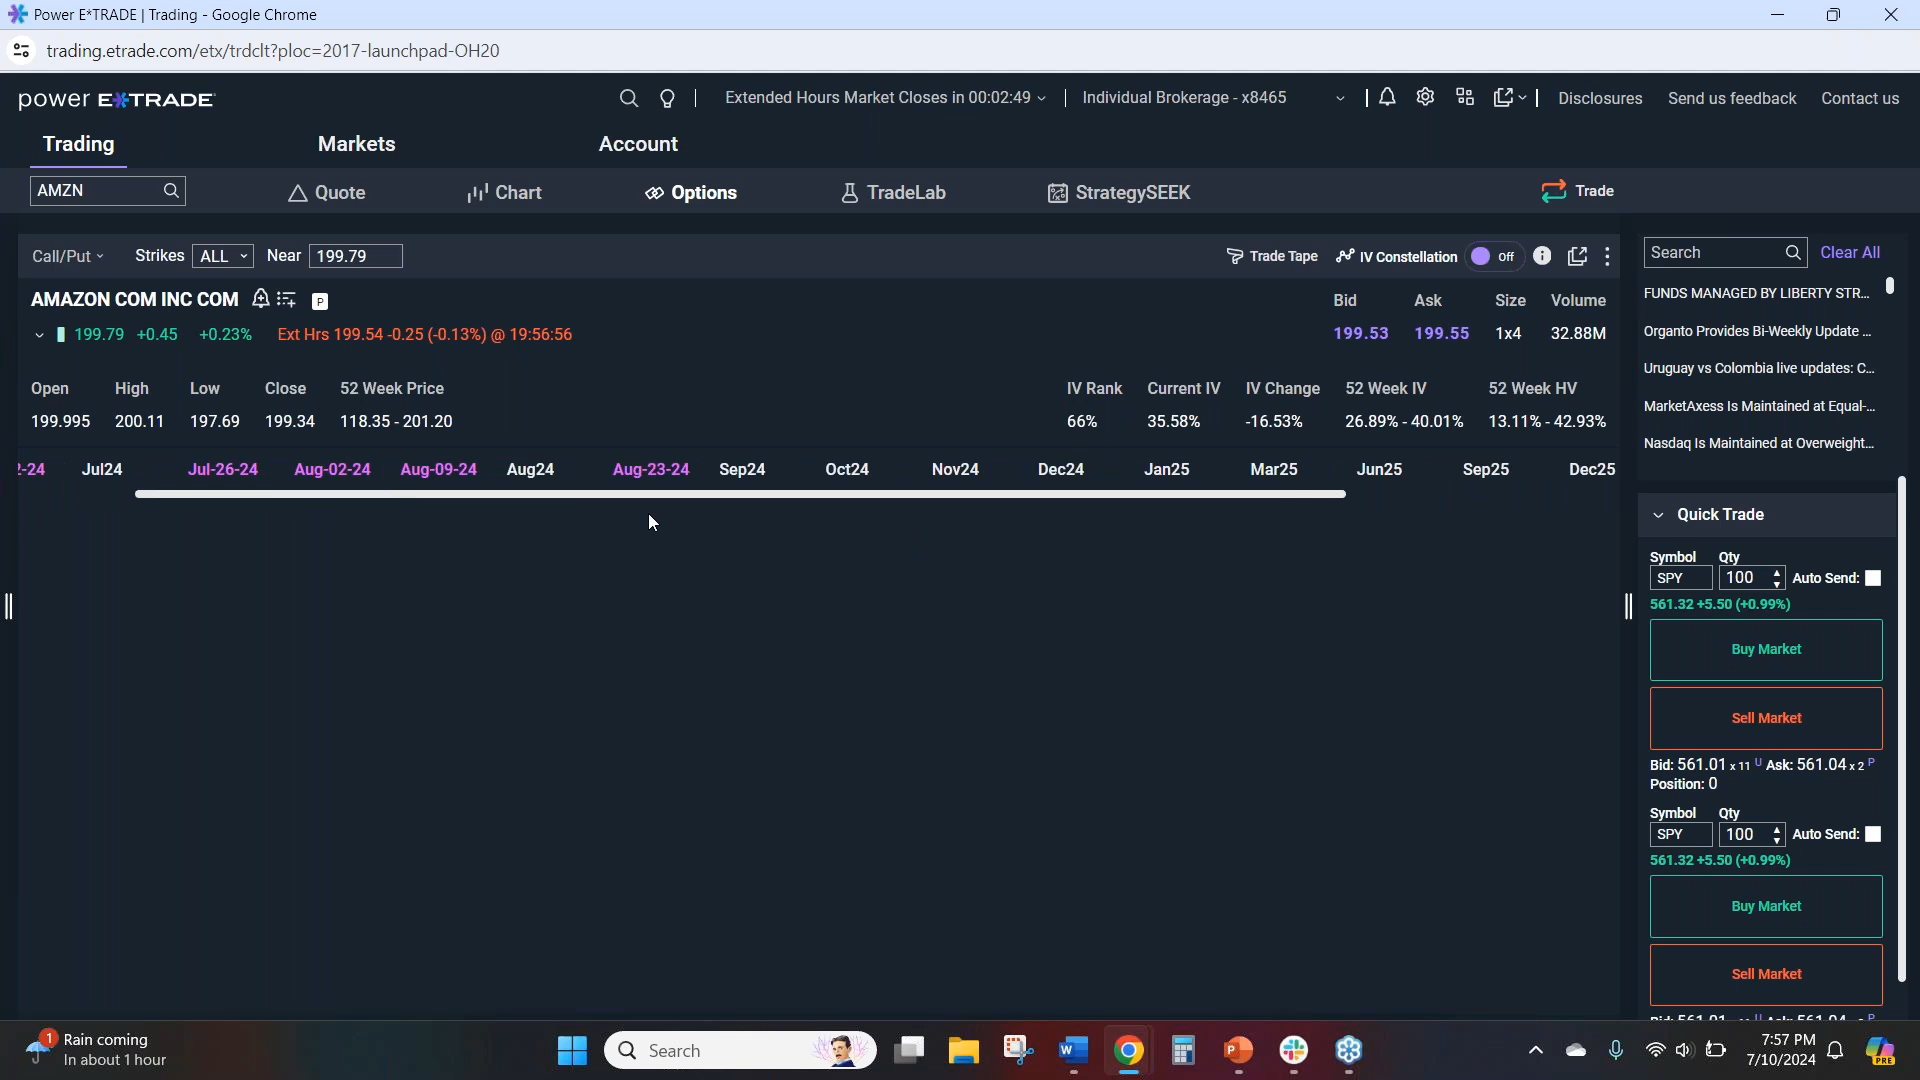 Power E*TRADE | Trading - Google Chrome
trading.etrade.com/etx/trdclt?ploc=2017-launchpad-OH20
power E*TRADE
Extended Hours Market Closes in 00:02:49
Individual Brokerage - x8465
Disclosures
Send us feedback
Contact us
Trading
Markets
Account
AMZN
Quote
Chart
Options
TradeLab
StrategySEEK
Trade
Call/Put
Strikes ALL
Near 199.79
Trade Tape
IV Constellation Off
AMAZON COM INC COM P
199.79 +0.45 +0.23% Ext Hrs 199.54 -0.25 (-0.13%) @ 19:56:56
Bid Ask Size Volume
199.53 199.55 1x4 32.88M
Open High Low Close 52 Week Price
199.995 200.11 197.69 199.34 118.35 - 201.20
IV Rank Current IV IV Change 52 Week IV 52 Week HV
66% 35.58% -16.53% 26.89% - 40.01% 13.11% - 42.93%
2-24 Jul24 Jul-26-24 Aug-02-24 Aug-09-24 Aug24 Aug-23-24 Sep24 Oct24 Nov24 Dec24 Jan25 Mar25 Jun25 Sep25 Dec25
Search Clear All
FUNDS MANAGED BY LIBERTY STR...
Organto Provides Bi-Weekly Update ...
Uruguay vs Colombia live updates: C...
MarketAxess Is Maintained at Equal-...
Nasdaq Is Maintained at Overweight...
Quick Trade
Symbol Qty
SPY 100 Auto Send:
561.32 +5.50 (+0.99%)
Buy Market
Sell Market
Bid: 561.01 x 11 U Ask: 561.04 x 2 P
Position: 0
Symbol Qty
SPY 100 Auto Send:
561.32 +5.50 (+0.99%)
Buy Market
Sell Market
Bid: 561.01 x 11 U Ask: 561.04 x 2 P
1
Rain coming
In about 1 hour
Search
7:57 PM
7/10/2024
PRE